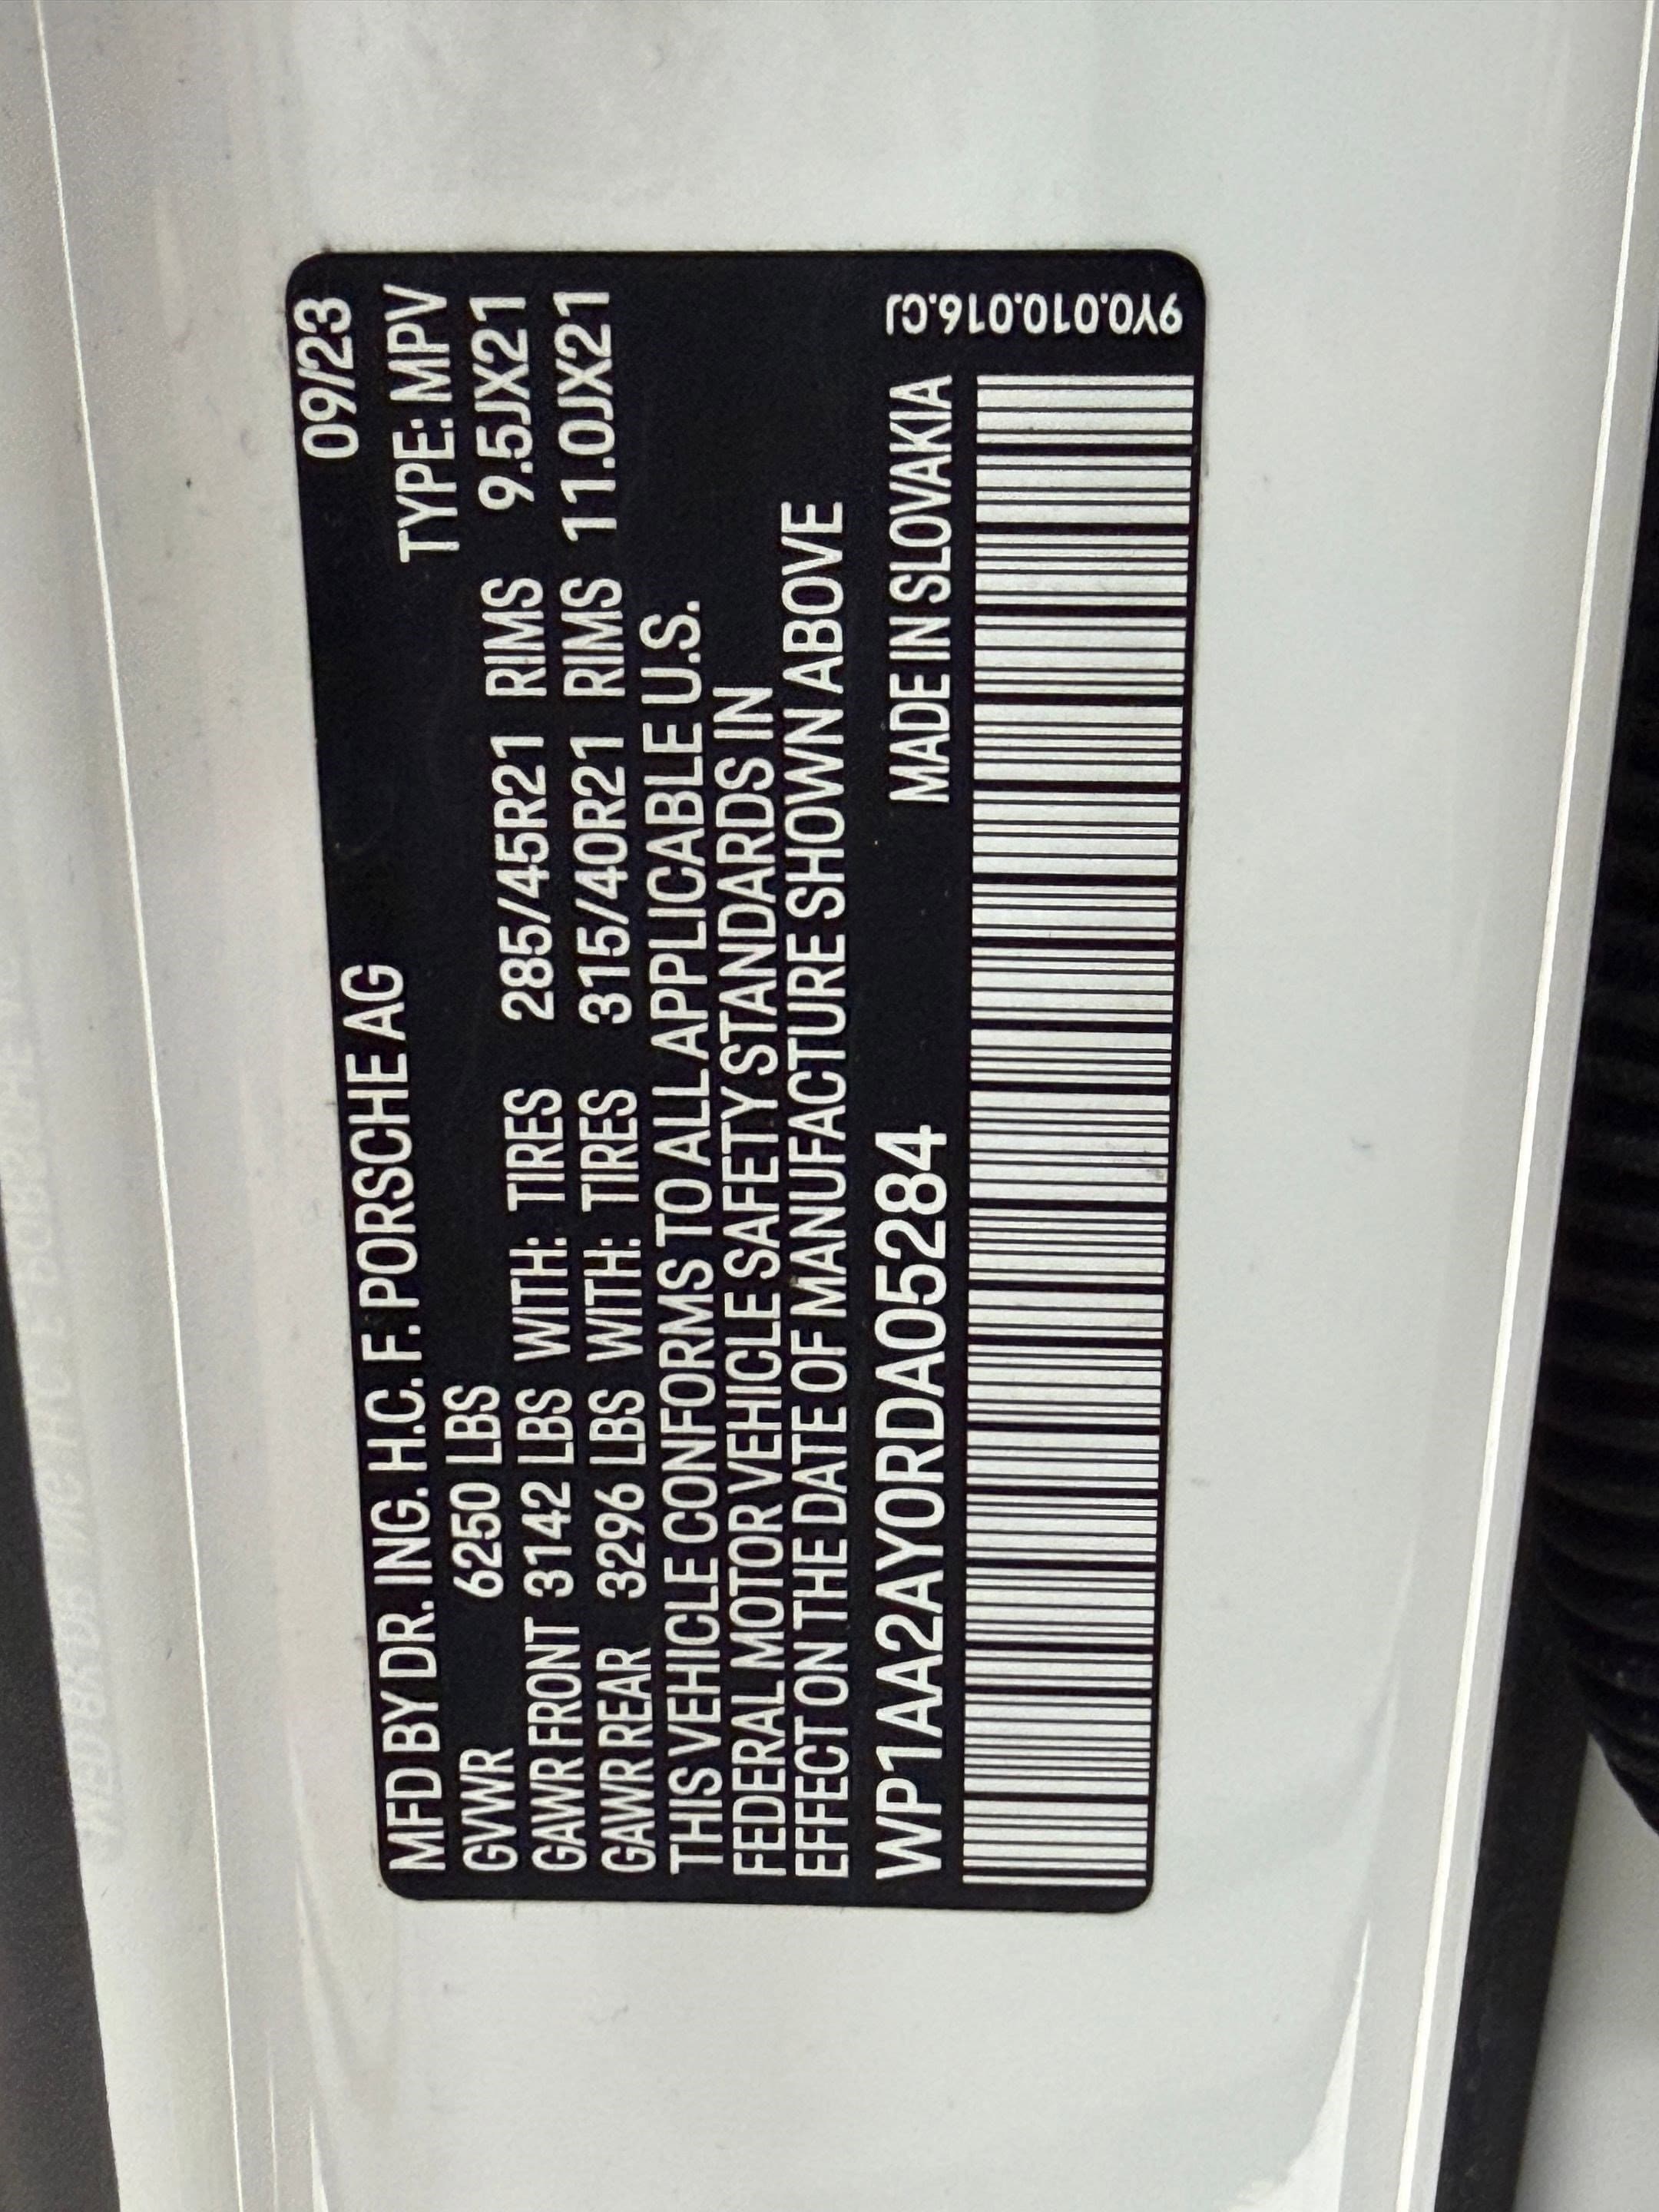 MFD BY DR. ING. H.C. F. PORSCHE AG 09/23
GVWR 6250 LBS TYPE: MPV
GAWR FRONT 3142 LBS WITH: TIRES 285/45R21 RIMS 9.5JX21
GAWR REAR 3296 LBS WITH: TIRES 315/40R21 RIMS 11.0JX21
THIS VEHICLE CONFORMS TO ALL APPLICABLE U.S.
FEDERAL MOTOR VEHICLE SAFETY STANDARDS IN
EFFECT ON THE DATE OF MANUFACTURE SHOWN ABOVE
WP1AA2AY0RDA05284 MADE IN SLOVAKIA
9Y0.010.016.CJ